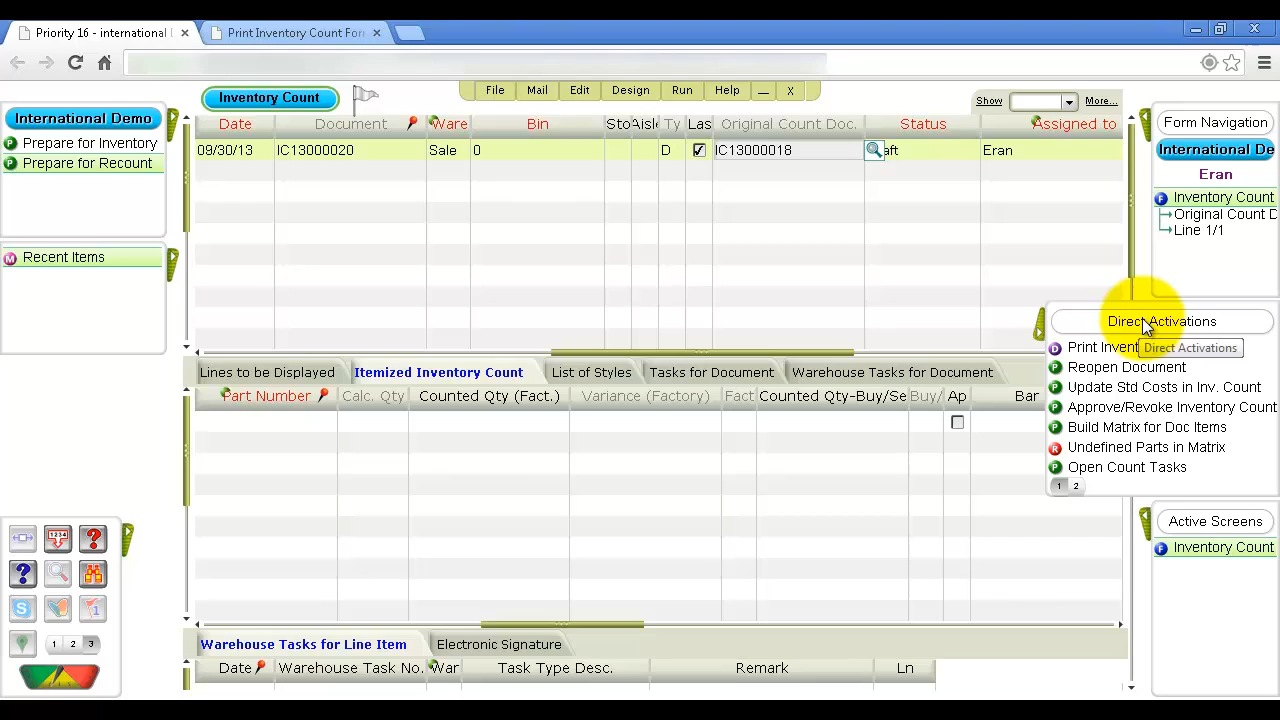 Priority 16 - international
Print Inventory Count For
File Mail Edit Design Run Help _ X
Inventory Count
Show More...
International Demo
Prepare for Inventory
Prepare for Recount
Recent Items
Date Document Ware Bin Sto Aisle Ty Las Original Count Doc. Status Assigned to
09/30/13 IC13000020 Sale 0 D IC13000018 aft Eran
Form Navigation
International De
Eran
Inventory Count
Original Count D
Line 1/1
Direct Activations
Print Invent
Direct Activations
Reopen Document
Update Std Costs in Inv. Count
Approve/Revoke Inventory Count
Build Matrix for Doc Items
Undefined Parts in Matrix
Open Count Tasks
1 2
Lines to be Displayed Itemized Inventory Count List of Styles Tasks for Document Warehouse Tasks for Document
Part Number Calc. Qty Counted Qty (Fact.) Variance (Factory) Fact Counted Qty-Buy/Se Buy/ Ap Bar
Active Screens
Inventory Count
1234
1 2 3
Warehouse Tasks for Line Item Electronic Signature
Date Warehouse Task No. War Task Type Desc. Remark Ln